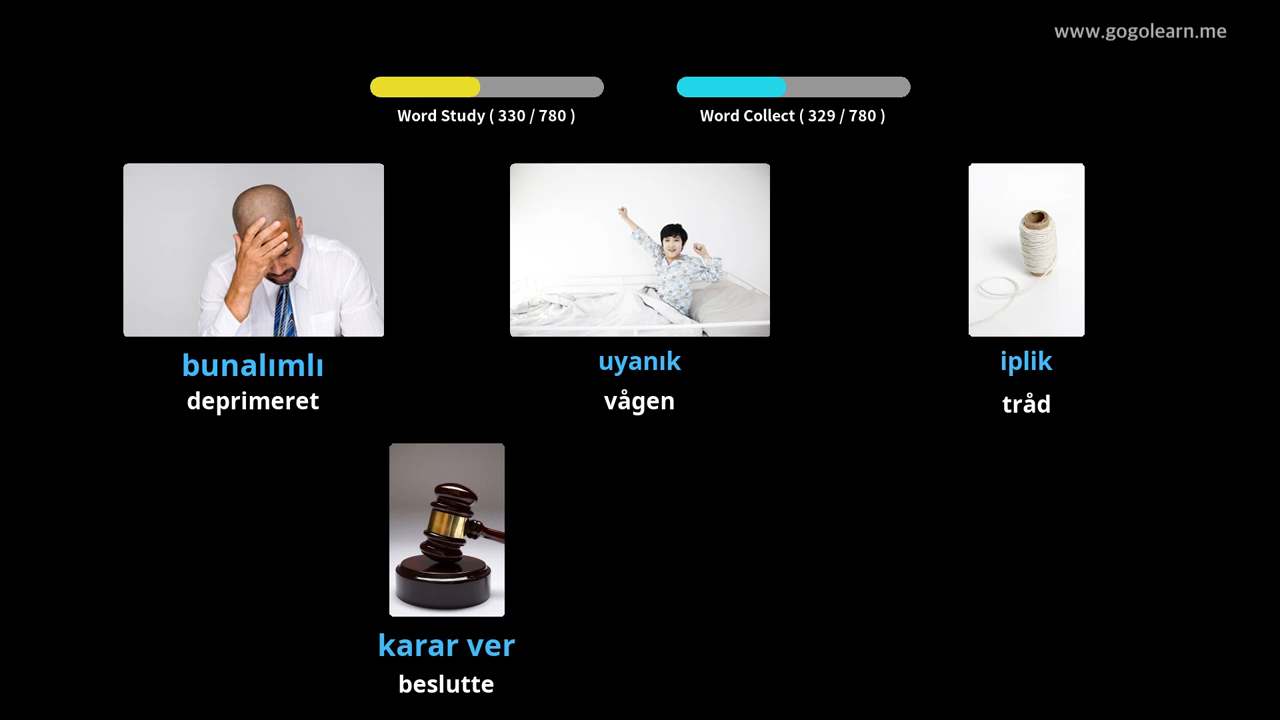 www.gogolearn.me
Word Study ( 330 / 780 )
Word Collect ( 329 / 780 )
bunalımlı
deprimeret
uyanık
vågen
iplik
tråd
karar ver
beslutte